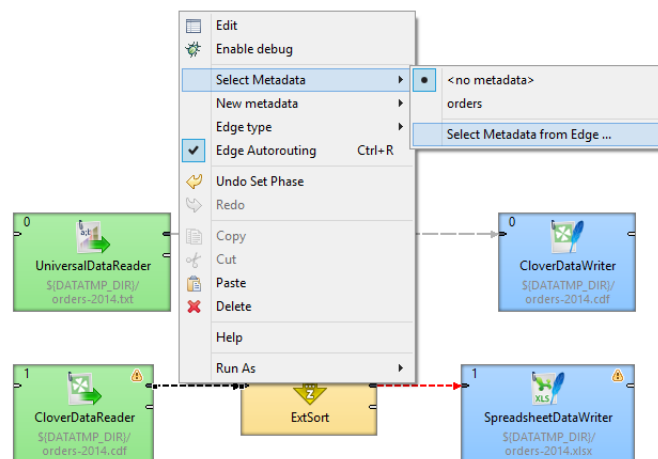 Edit
Enable debug
Select Metadata
<no metadata>
New metadata
orders
Edge type
Select Metadata from Edge ...
Edge Autorouting Ctrl+R
Undo Set Phase
Redo
Copy
Cut
Paste
Delete
Help
Run As
0
UniversalDataReader
${DATATMP_DIR}/
orders-2014.txt
0
CloverDataWriter
${DATATMP_DIR}/
orders-2014.cdf
1
CloverDataReader
${DATATMP_DIR}/
orders-2014.cdf
ExtSort
1
XLS
SpreadsheetDataWriter
${DATATMP_DIR}/
orders-2014.xlsx